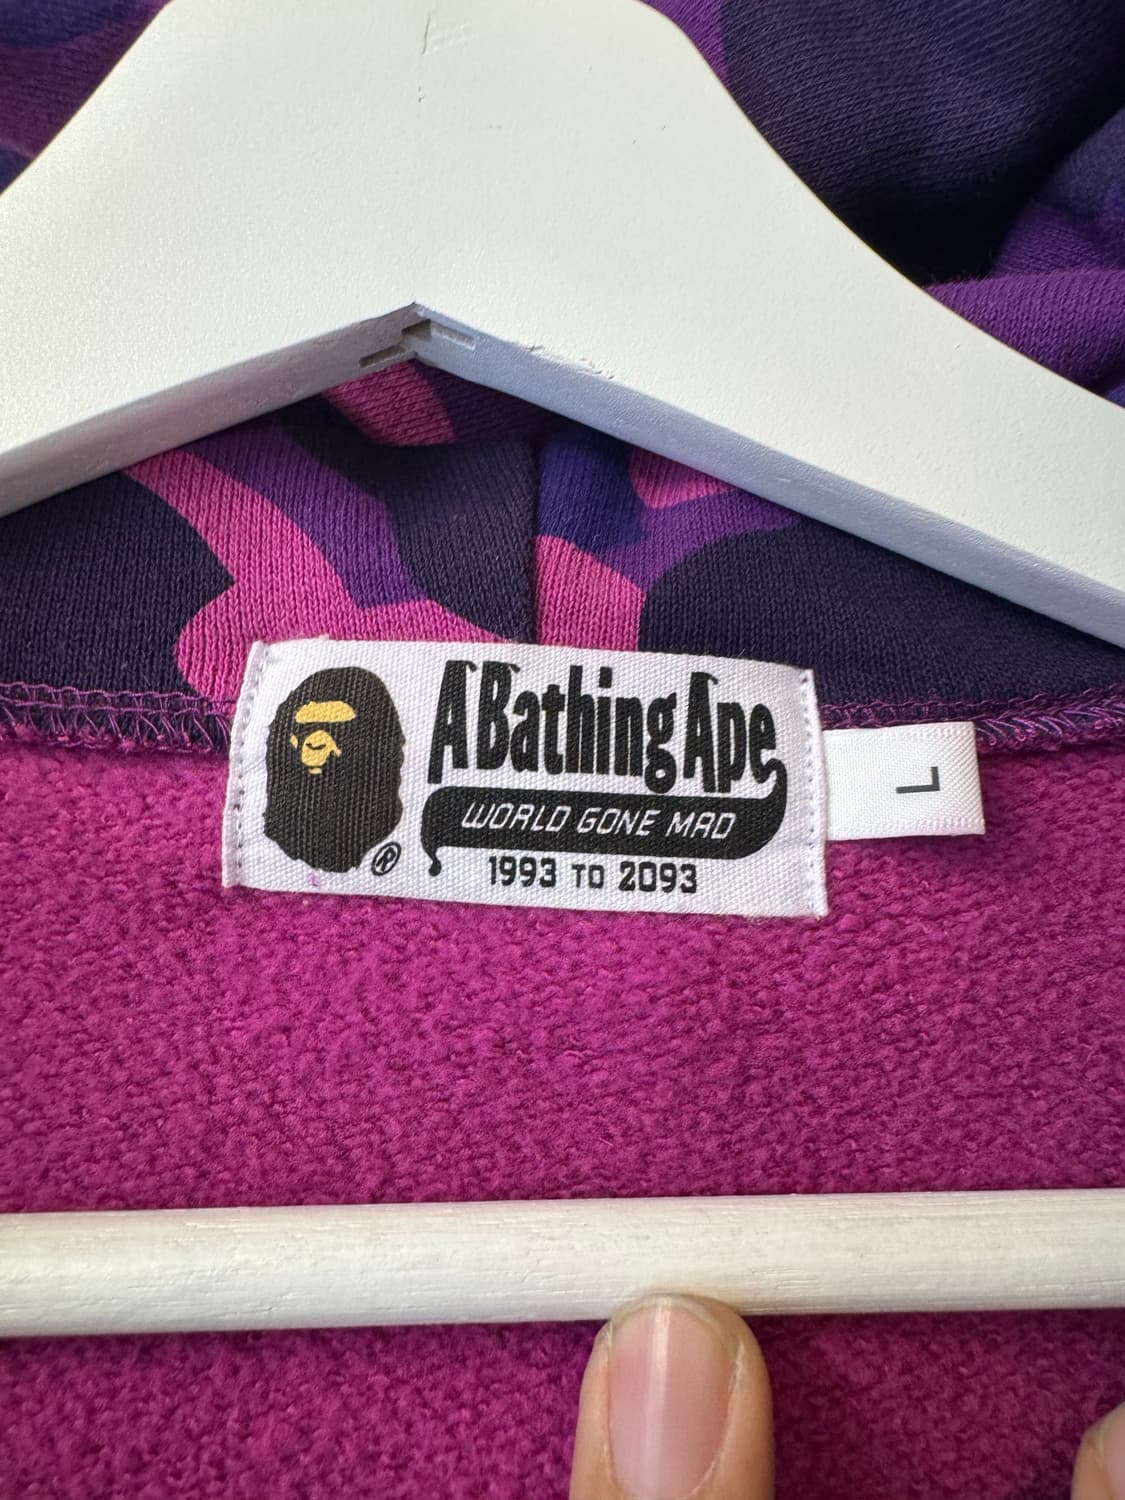 A Bathing Ape
WORLD GONE MAD
1993 TO 2093
®
L